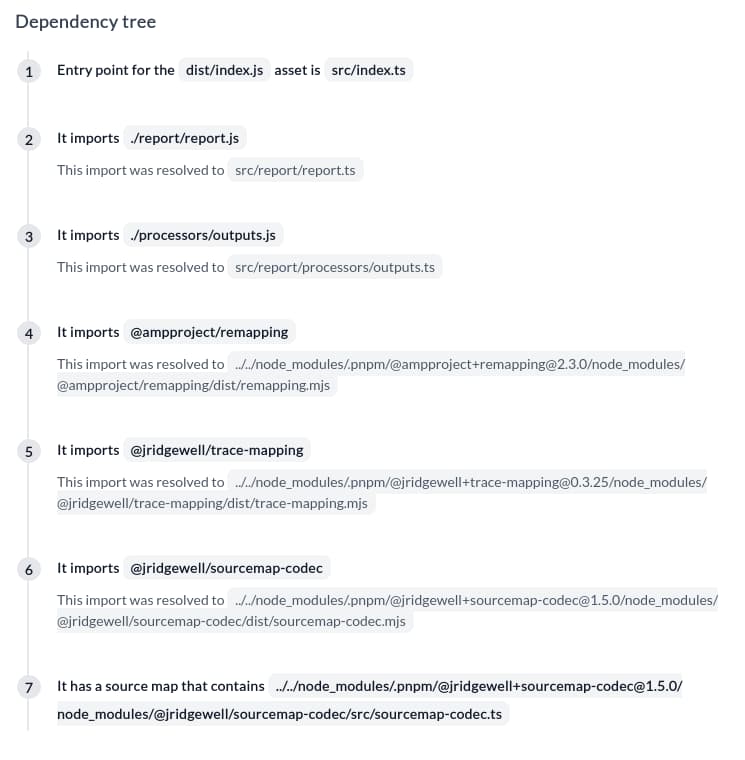 Dependency tree
1 Entry point for the dist/index.js asset is src/index.ts
2 It imports ./report/report.js
This import was resolved to src/report/report.ts
3 It imports ./processors/outputs.js
This import was resolved to src/report/processors/outputs.ts
4 It imports @ampproject/remapping
This import was resolved to ../../node_modules/.pnpm/@ampproject+remapping@2.3.0/node_modules/
@ampproject/remapping/dist/remapping.mjs
5 It imports @jridgewell/trace-mapping
This import was resolved to ../../node_modules/.pnpm/@jridgewell+trace-mapping@0.3.25/node_modules/
@jridgewell/trace-mapping/dist/trace-mapping.mjs
6 It imports @jridgewell/sourcemap-codec
This import was resolved to ../../node_modules/.pnpm/@jridgewell+sourcemap-codec@1.5.0/node_modules/
@jridgewell/sourcemap-codec/dist/sourcemap-codec.mjs
7 It has a source map that contains ../../node_modules/.pnpm/@jridgewell+sourcemap-codec@1.5.0/
node_modules/@jridgewell/sourcemap-codec/src/sourcemap-codec.ts